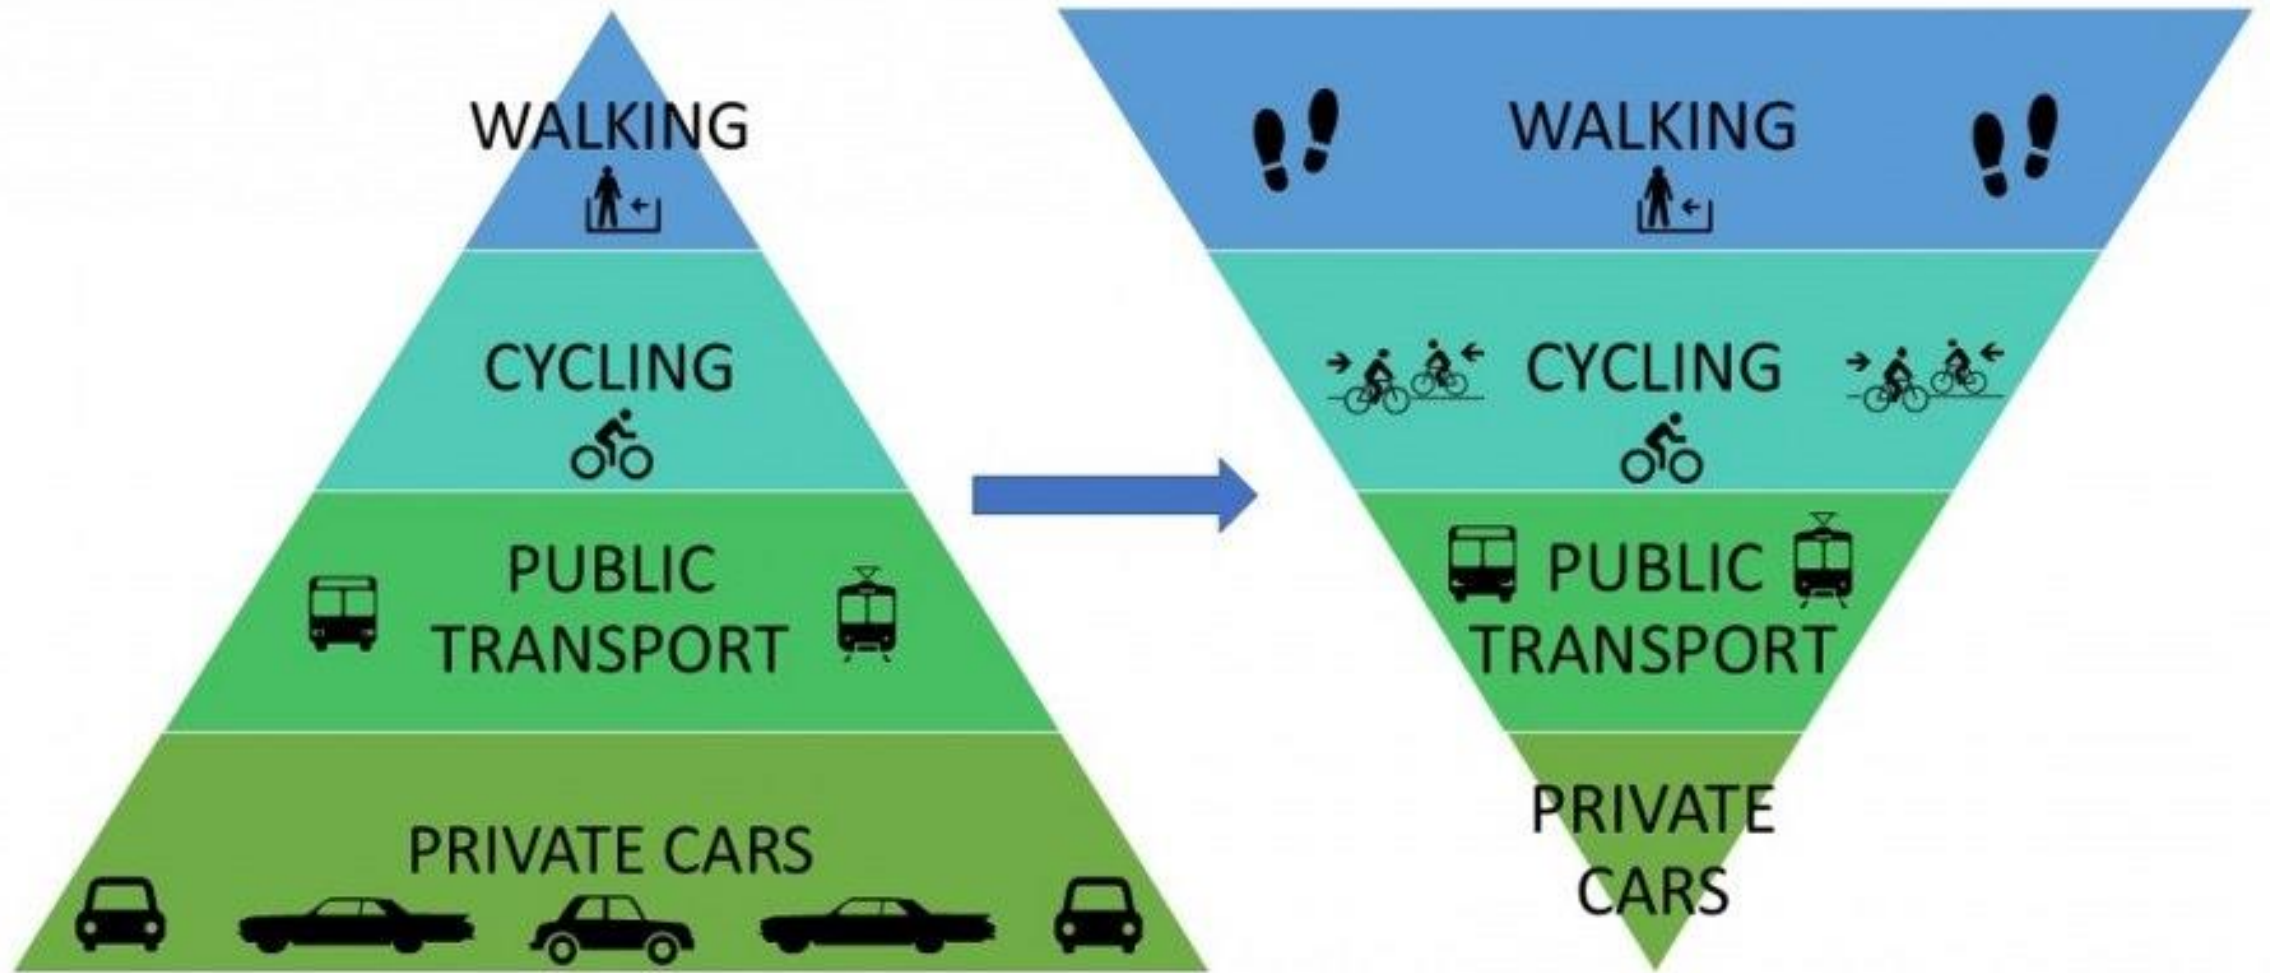 WALKING
CYCLING
PUBLIC
TRANSPORT
PRIVATE CARS
WALKING
CYCLING
PUBLIC
TRANSPORT
PRIVATE
CARS